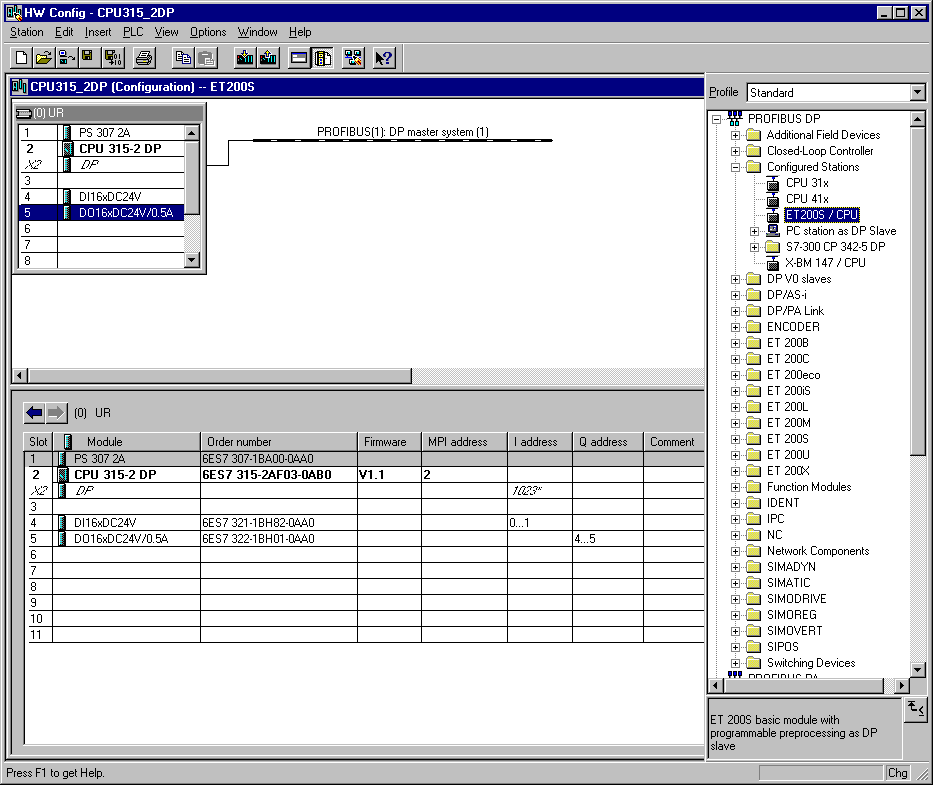 HW Config - CPU315_2DP
Station Edit Insert PLC View Options Window Help
CPU315_2DP (Configuration) -- ET200S
(0) UR
1 PS 307 2A
2 CPU 315-2 DP
X2 DP
3
4 DI16xDC24V
5 DO16xDC24V/0.5A
6
7
8
PROFIBUS(1): DP master system (1)
(0) UR
Slot Module Order number Firmware MPI address I address Q address Comment
1 PS 307 2A 6ES7 307-1BA00-0AA0
2 CPU 315-2 DP 6ES7 315-2AF03-0AB0 V1.1 2
X2 DP 1023*
3
4 DI16xDC24V 6ES7 321-1BH82-0AA0 0...1
5 DO16xDC24V/0.5A 6ES7 322-1BH01-0AA0 4...5
6
7
8
9
10
11
Profile Standard
PROFIBUS DP
Additional Field Devices
Closed-Loop Controller
Configured Stations
CPU 31x
CPU 41x
ET200S / CPU
PC station as DP Slave
S7-300 CP 342-5 DP
X-BM 147 / CPU
DP V0 slaves
DP/AS-i
DP/PA Link
ENCODER
ET 200B
ET 200C
ET 200eco
ET 200iS
ET 200L
ET 200M
ET 200S
ET 200U
ET 200X
Function Modules
IDENT
IPC
NC
Network Components
SIMADYN
SIMATIC
SIMODRIVE
SIMOREG
SIMOVERT
SIPOS
Switching Devices
PROFIBUS-PA
ET 200S basic module with
programmable preprocessing as DP
slave
Press F1 to get Help.
Chg